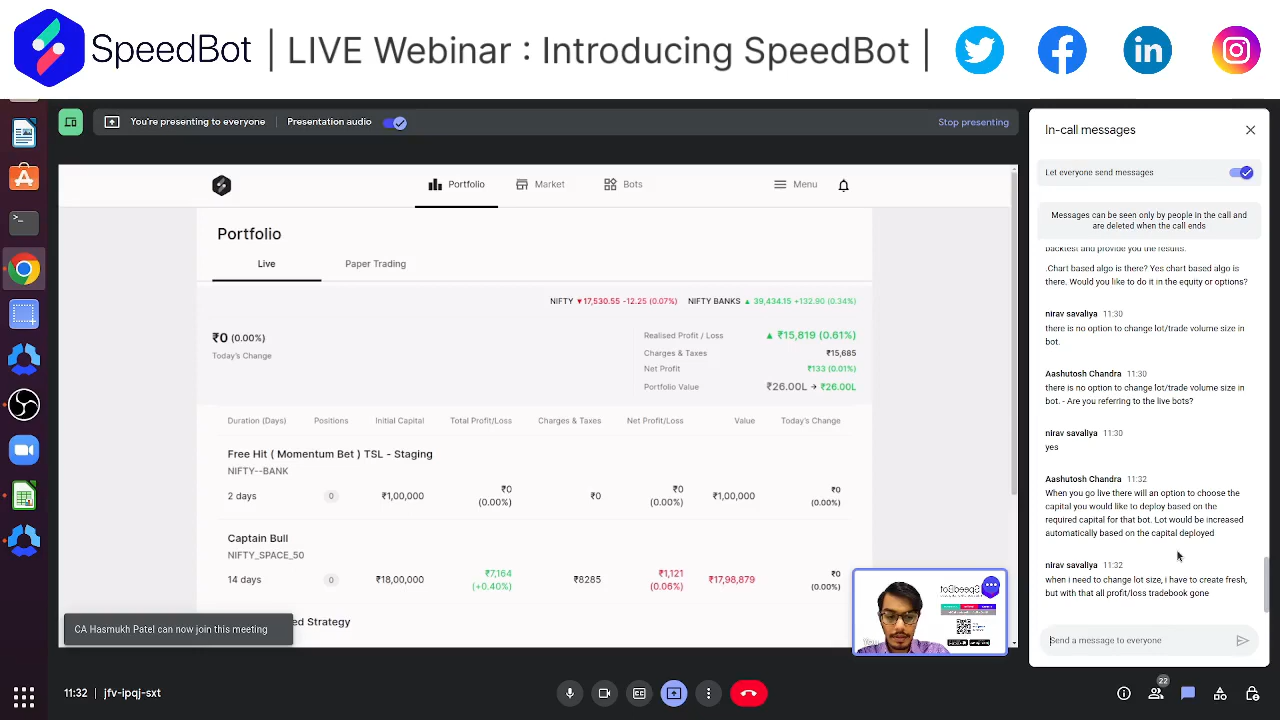 SpeedBot | LIVE Webinar : Introducing SpeedBot |
You're presenting to everyone
Presentation audio
Stop presenting
Portfolio
Market
Bots
Menu
Portfolio
Live
Paper Trading
NIFTY ▼17,530.55 -12.25 (0.07%) NIFTY BANKS ▲ 39,434.15 +132.90 (0.34%)
₹0 (0.00%)
Today's Change
Realised Profit / Loss ▲ ₹15,819 (0.61%)
Charges & Taxes ₹15,685
Net Profit ₹133 (0.01%)
Portfolio Value ₹26.00L → ₹26.00L
Duration (Days) Positions Initial Capital Total Profit/Loss Charges & Taxes Net Profit/Loss Value Today's Change
Free Hit ( Momentum Bet ) TSL - Staging
NIFTY--BANK
2 days 0 ₹1,00,000 ₹0 (0.00%) ₹0 ₹0 (0.00%) ₹1,00,000 ₹0 (0.00%)
Captain Bull
NIFTY_SPACE_50
14 days 0 ₹18,00,000 ₹7,164 (+0.40%) ₹8285 ₹1,121 (0.06%) ₹17,98,879 ₹0 (0.00%)
ed Strategy
CA Hasmukh Patel can now join this meeting
You
SpeedBot
11:32 | jfv-ipqj-sxt
In-call messages
Let everyone send messages
Messages can be seen only by people in the call and
are deleted when the call ends
backtest and provide you the results.
.Chart based algo is there? Yes chart based algo is
there. Would you like to do it in the equity or options?
nirav savaliya 11:30
there is no option to change lot/trade volume size in
bot.
Aashutosh Chandra 11:30
there is no option to change lot/trade volume size in
bot. - Are you referring to the live bots?
nirav savaliya 11:30
yes
Aashutosh Chandra 11:32
When you go live there will an option to choose the
capital you would like to deploy based on the
required capital for that bot. Lot would be increased
automatically based on the capital deployed
nirav savaliya 11:32
when i need to change lot size, i have to create fresh,
but with that all profit/loss tradebook gone
Send a message to everyone
22